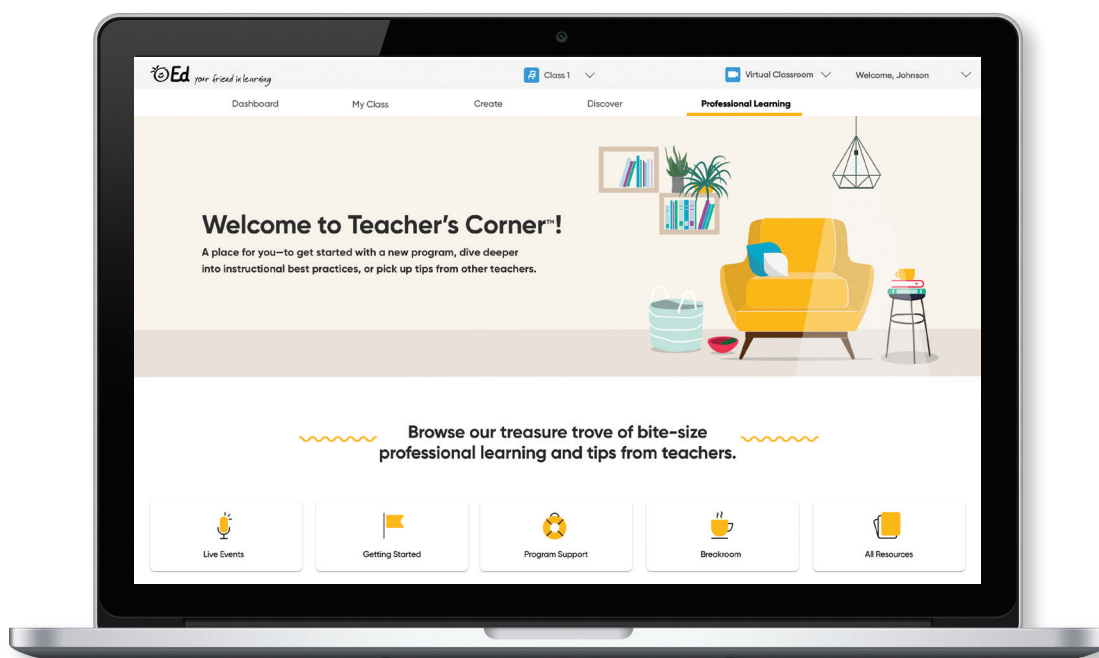 Ed your friend in learning
Class 1
Virtual Classroom
Welcome, Johnson
Dashboard
My Class
Create
Discover
Professional Learning
Welcome to Teacher's Corner™!
A place for you—to get started with a new program, dive deeper
into instructional best practices, or pick up tips from other teachers.
Browse our treasure trove of bite-size
professional learning and tips from teachers.
Live Events
Getting Started
Program Support
Breakroom
All Resources